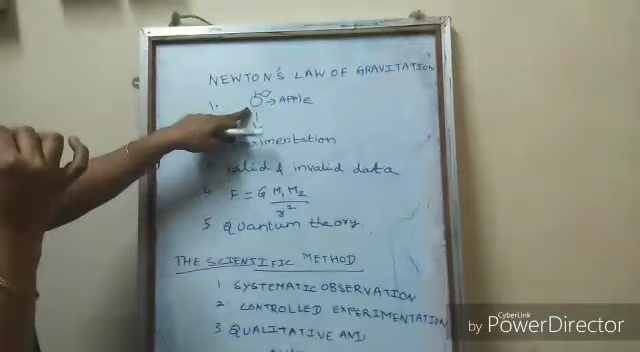 NEWTON'S LAW OF GRAVITATION
1. → APPLE
valid & invalid data
4 F = G M1 M2 / r²
5 Quantum theory.
THE SCIENTIFIC METHOD
1 SYSTEMATIC OBSERVATION
2 CONTROLLED EXPERIMENTATION
3 QUALITATIVE AND
CyberLink
by PowerDirector